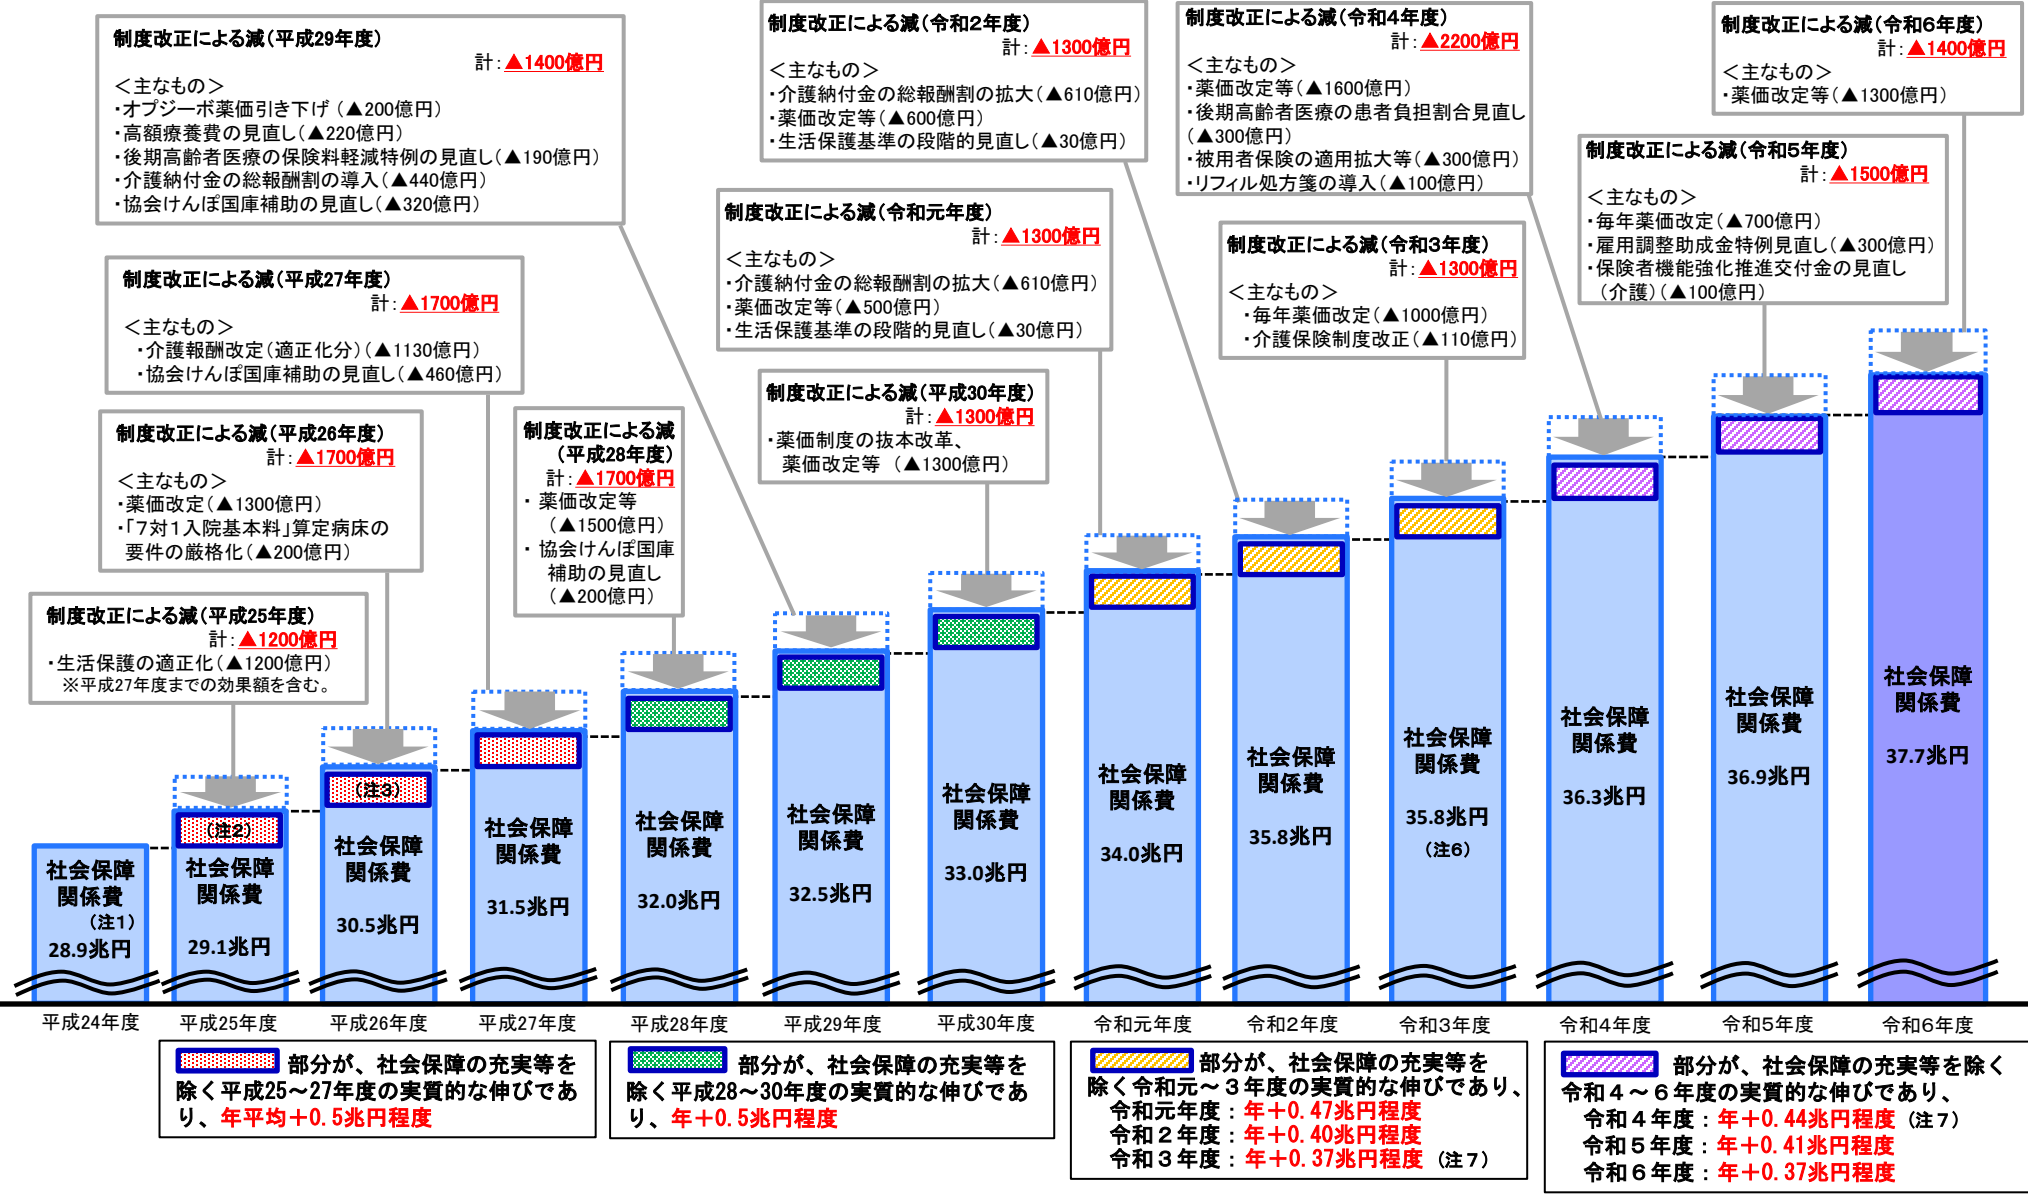 制度改正による減(平成29年度)
計:▲1400億円
＜主なもの＞
・オプジーボ薬価引き下げ (▲200億円)
・高額療養費の見直し(▲220億円)
・後期高齢者医療の保険料軽減特例の見直し(▲190億円)
・介護納付金の総報酬割の導入(▲440億円)
・協会けんぽ国庫補助の見直し(▲320億円)
制度改正による減(令和2年度)
計:▲1300億円
＜主なもの＞
・介護納付金の総報酬割の拡大(▲610億円)
・薬価改定等(▲600億円)
・生活保護基準の段階的見直し(▲30億円)
制度改正による減(令和4年度)
計:▲2200億円
＜主なもの＞
・薬価改定等(▲1600億円)
・後期高齢者医療の患者負担割合見直し
(▲300億円)
・被用者保険の適用拡大等(▲300億円)
・リフィル処方箋の導入(▲100億円)
制度改正による減(令和6年度)
計:▲1400億円
＜主なもの＞
・薬価改定等(▲1300億円)
制度改正による減(令和5年度)
計:▲1500億円
＜主なもの＞
・毎年薬価改定(▲700億円)
・雇用調整助成金特例見直し(▲300億円)
・保険者機能強化推進交付金の見直し
(介護)(▲100億円)
制度改正による減(令和元年度)
計:▲1300億円
＜主なもの＞
・介護納付金の総報酬割の拡大(▲610億円)
・薬価改定等(▲500億円)
・生活保護基準の段階的見直し(▲30億円)
制度改正による減(令和3年度)
計:▲1300億円
＜主なもの＞
・毎年薬価改定(▲1000億円)
・介護保険制度改正(▲110億円)
制度改正による減(平成27年度)
計:▲1700億円
＜主なもの＞
・介護報酬改定(適正化分)(▲1130億円)
・協会けんぽ国庫補助の見直し(▲460億円)
制度改正による減(平成30年度)
計:▲1300億円
・薬価制度の抜本改革、
薬価改定等 (▲1300億円)
制度改正による減(平成26年度)
計:▲1700億円
＜主なもの＞
・薬価改定(▲1300億円)
・「7対1入院基本料」算定病床の
要件の厳格化(▲200億円)
制度改正による減
(平成28年度)
計:▲1700億円
・ 薬価改定等
(▲1500億円)
・ 協会けんぽ国庫
補助の見直し
(▲200億円)
制度改正による減(平成25年度)
計:▲1200億円
・生活保護の適正化(▲1200億円)
※平成27年度までの効果額を含む。
社会保障
関係費
(注1)
28.9兆円
(注2)
社会保障
関係費
29.1兆円
(注3)
社会保障
関係費
30.5兆円
社会保障
関係費
31.5兆円
社会保障
関係費
32.0兆円
社会保障
関係費
32.5兆円
社会保障
関係費
33.0兆円
社会保障
関係費
34.0兆円
社会保障
関係費
35.8兆円
社会保障
関係費
35.8兆円
(注6)
社会保障
関係費
36.3兆円
社会保障
関係費
36.9兆円
社会保障
関係費
37.7兆円
平成24年度 平成25年度 平成26年度 平成27年度 平成28年度 平成29年度 平成30年度 令和元年度 令和2年度 令和3年度 令和4年度 令和5年度 令和6年度
部分が、社会保障の充実等を
除く平成25～27年度の実質的な伸びであ
り、年平均＋0.5兆円程度
部分が、社会保障の充実等を
除く平成28～30年度の実質的な伸びであ
り、年＋0.5兆円程度
部分が、社会保障の充実等を
除く令和元～３年度の実質的な伸びであり、
令和元年度：年＋0.47兆円程度
令和２年度：年＋0.40兆円程度
令和３年度：年＋0.37兆円程度 (注７)
部分が、社会保障の充実等を除く
令和４～６年度の実質的な伸びであり、
令和４年度：年＋0.44兆円程度 (注７)
令和５年度：年＋0.41兆円程度
令和６年度：年＋0.37兆円程度